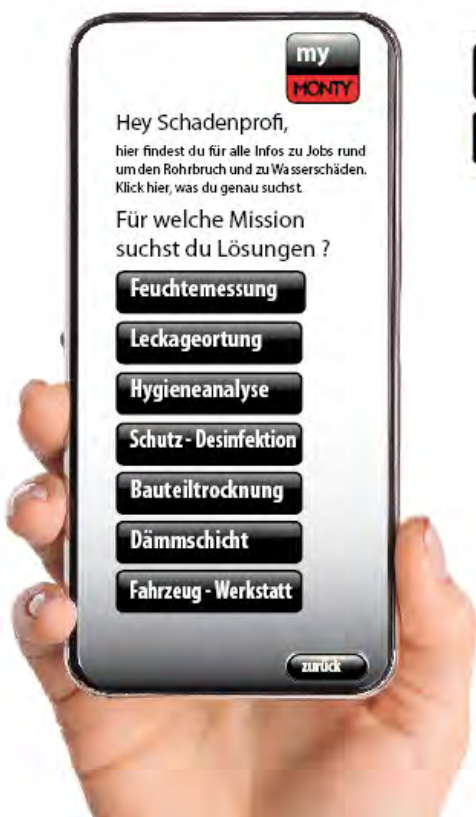 my
MONTY
Hey Schadenprofi,
hier findest du für alle Infos zu Jobs rund
um den Rohrbruch und zu Wasserschäden.
Klick hier, was du genau suchst.
Für welche Mission
suchst du Lösungen ?
Feuchtemessung
Leckageortung
Hygieneanalyse
Schutz - Desinfektion
Bauteiltrocknung
Dämmschicht
Fahrzeug - Werkstatt
zurück